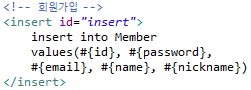 <!-- 회원가입 -->
<insert id="insert">
insert into Member
values(#{id}, #{password},
#{email}, #{name}, #{nickname})
</insert>